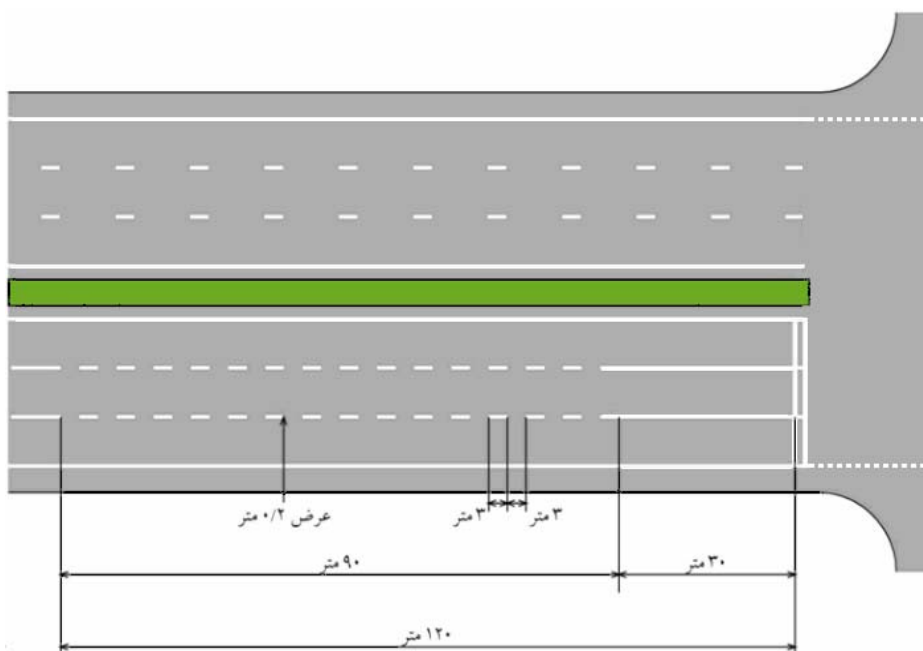 عرض ۰/۲ متر
۳ متر
۳ متر
۹۰ متر
۳۰ متر
۱۲۰ متر